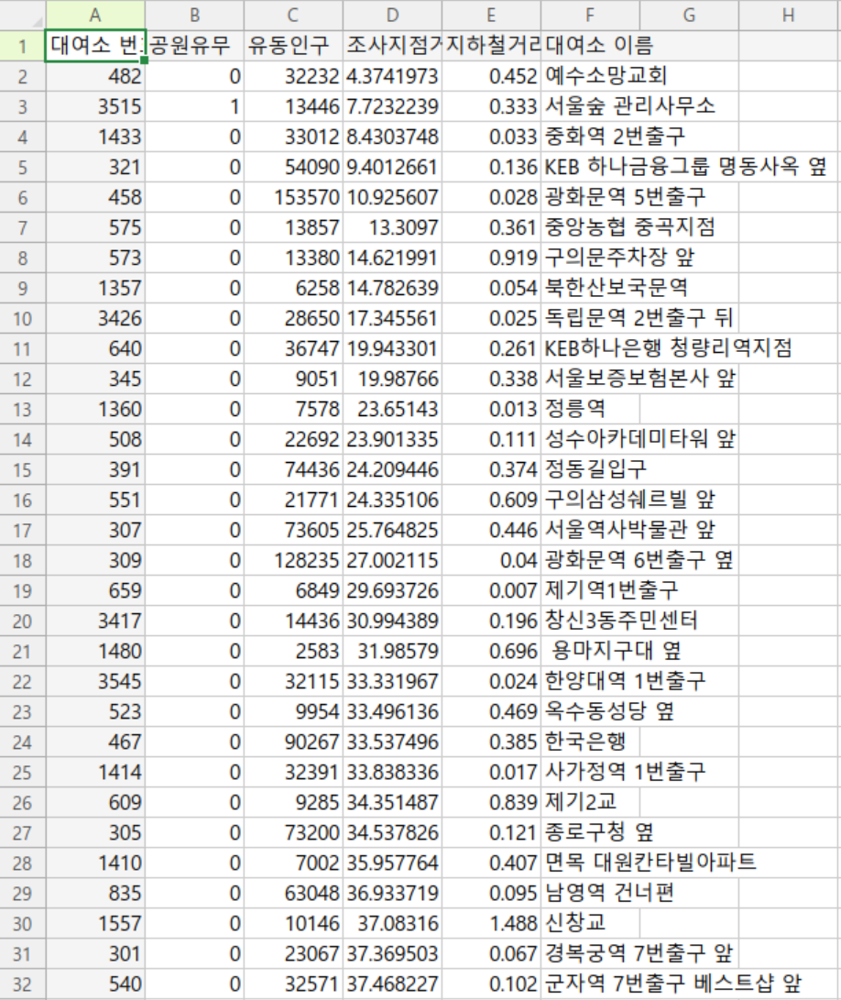 A B C D E F G H
1 대여소 번 공원유무 유동인구 조사지점거 지하철거리 대여소 이름
2 482 0 32232 4.3741973 0.452 예수소망교회
3 3515 1 13446 7.7232239 0.333 서울숲 관리사무소
4 1433 0 33012 8.4303748 0.033 중화역 2번출구
5 321 0 54090 9.4012661 0.136 KEB 하나금융그룹 명동사옥 옆
6 458 0 153570 10.925607 0.028 광화문역 5번출구
7 575 0 13857 13.3097 0.361 중앙농협 중곡지점
8 573 0 13380 14.621991 0.919 구의문주차장 앞
9 1357 0 6258 14.782639 0.054 북한산보국문역
10 3426 0 28650 17.345561 0.025 독립문역 2번출구 뒤
11 640 0 36747 19.943301 0.261 KEB하나은행 청량리역지점
12 345 0 9051 19.98766 0.338 서울보증보험본사 앞
13 1360 0 7578 23.65143 0.013 정릉역
14 508 0 22692 23.901335 0.111 성수아카데미타워 앞
15 391 0 74436 24.209446 0.374 정동길입구
16 551 0 21771 24.335106 0.609 구의삼성쉐르빌 앞
17 307 0 73605 25.764825 0.446 서울역사박물관 앞
18 309 0 128235 27.002115 0.04 광화문역 6번출구 옆
19 659 0 6849 29.693726 0.007 제기역1번출구
20 3417 0 14436 30.994389 0.196 창신3동주민센터
21 1480 0 2583 31.98579 0.696 용마지구대 옆
22 3545 0 32115 33.331967 0.024 한양대역 1번출구
23 523 0 9954 33.496136 0.469 옥수동성당 옆
24 467 0 90267 33.537496 0.385 한국은행
25 1414 0 32391 33.838336 0.017 사가정역 1번출구
26 609 0 9285 34.351487 0.839 제기2교
27 305 0 73200 34.537826 0.121 종로구청 옆
28 1410 0 7002 35.957764 0.407 면목 대원칸타빌아파트
29 835 0 63048 36.933719 0.095 남영역 건너편
30 1557 0 10146 37.08316 1.488 신창교
31 301 0 23067 37.369503 0.067 경복궁역 7번출구 앞
32 540 0 32571 37.468227 0.102 군자역 7번출구 베스트샵 앞